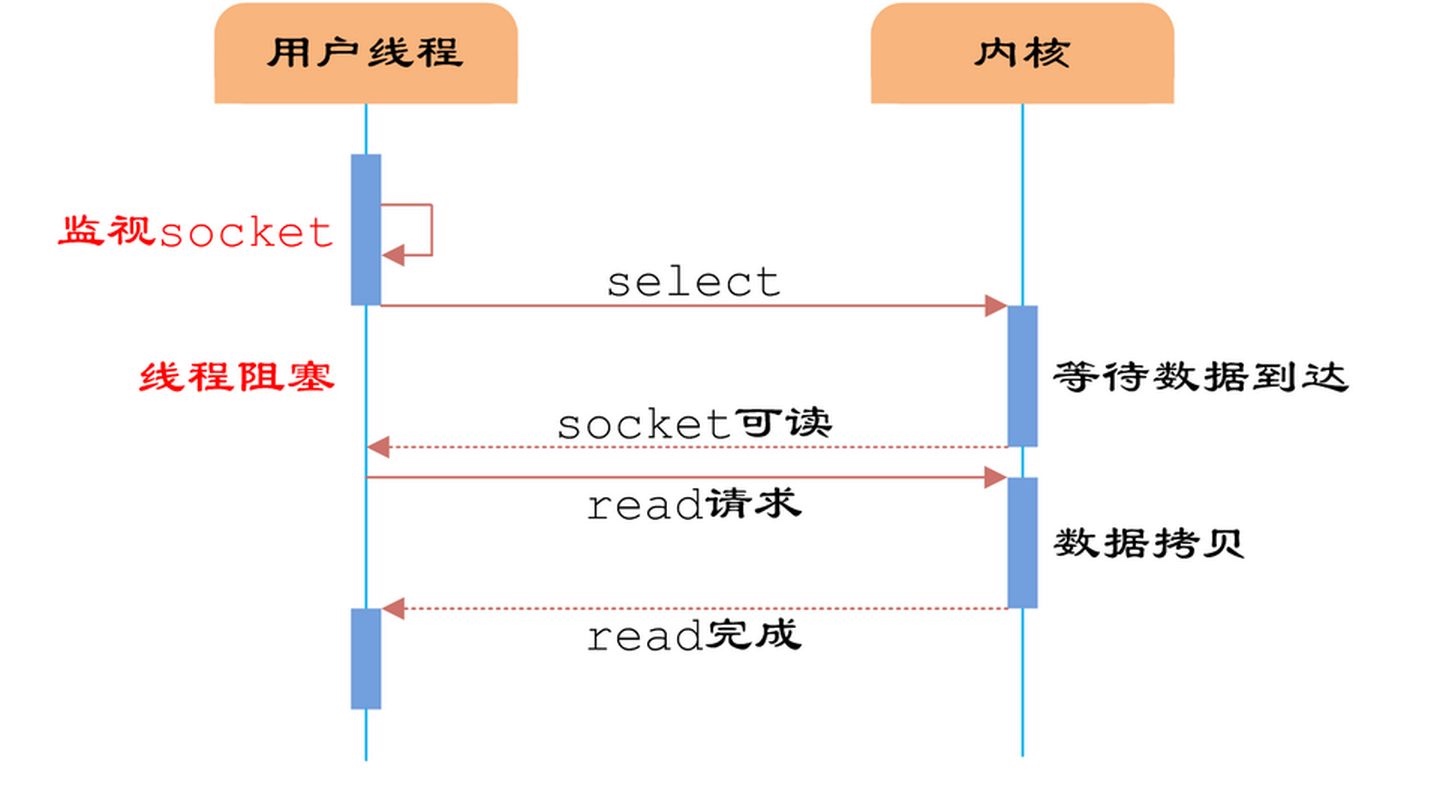 用户线程
内核
监视socket
select
线程阻塞
等待数据到达
socket可读
read请求
数据拷贝
read完成